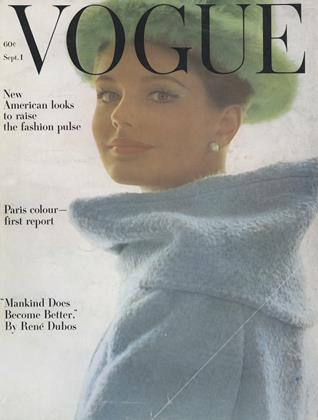 VOGUE
60¢
Sept. 1
New
American looks
to raise
the fashion pulse
Paris colour—
first report
"Mankind Does
Become Better."
By René Dubos